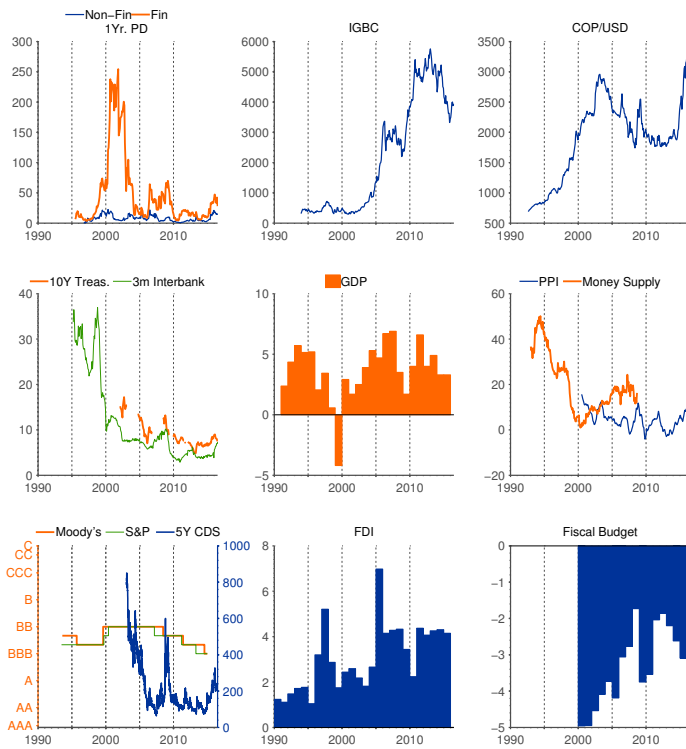 Non-Fin Fin
1Yr. PD IGBC COP/USD
300 6000 3500
250 5000 3000
200 4000 2500
150 3000 2000
100 2000 1500
50 1000 1000
0 0 500
1990 2000 2010 1990 2000 2010 1990 2000 2010
10Y Treas. 3m Interbank GDP PPI Money Supply
40 10 60
30 5 40
20 0 20
10 −5 0
0 −20
1990 2000 2010 1990 2000 2010 1990 2000 2010
Moody's S&P 5Y CDS FDI Fiscal Budget
C 1000 8 0
CC
CCC 800 6 −1
B 600 4 −2
BB 400 2 −3
BBB 200 0 −4
A 0 −5
AA
AAA
1990 2000 2010 1990 2000 2010 1990 2000 2010